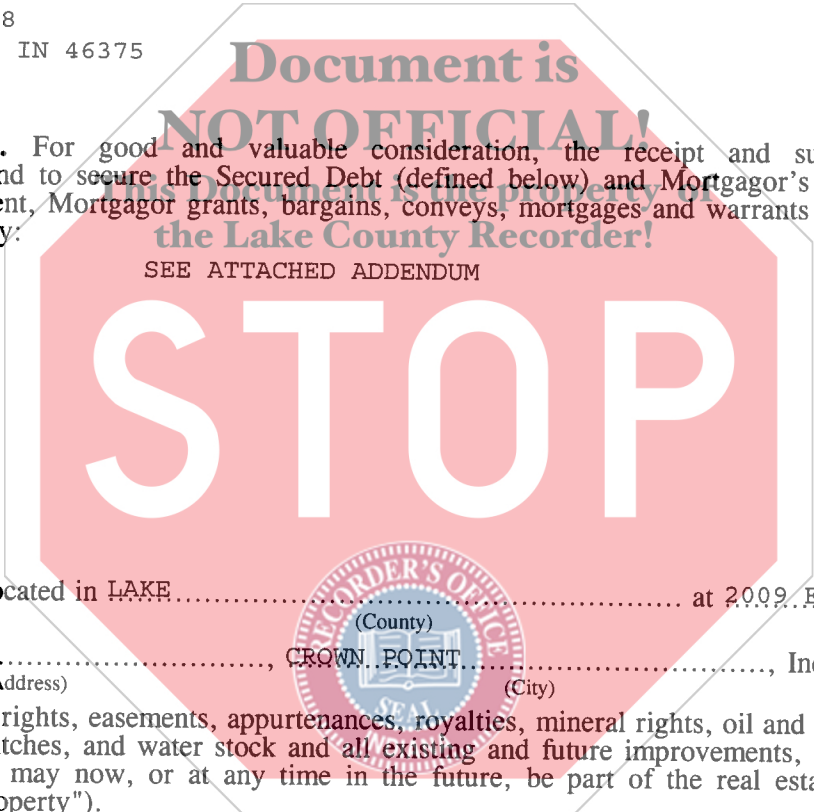 8
IN 46375
Document is
NOT OFFICIAL!
. For good and valuable consideration, the receipt and su
nd to secure the Secured Debt (defined below) and Mortgagor's
This Document is the property of
ent, Mortgagor grants, bargains, conveys, mortgages and warrants
y:
the Lake County Recorder!
SEE ATTACHED ADDENDUM
STOP
ocated in LAKE at 2009 E
(County)
RECORDER'S OFFICE
, CROWN POINT, Ind
Address) (City)
SEAL
rights, easements, appurtenances, royalties, mineral rights, oil and
itches, and water stock and all existing and future improvements,
may now, or at any time in the future, be part of the real esta
operty").